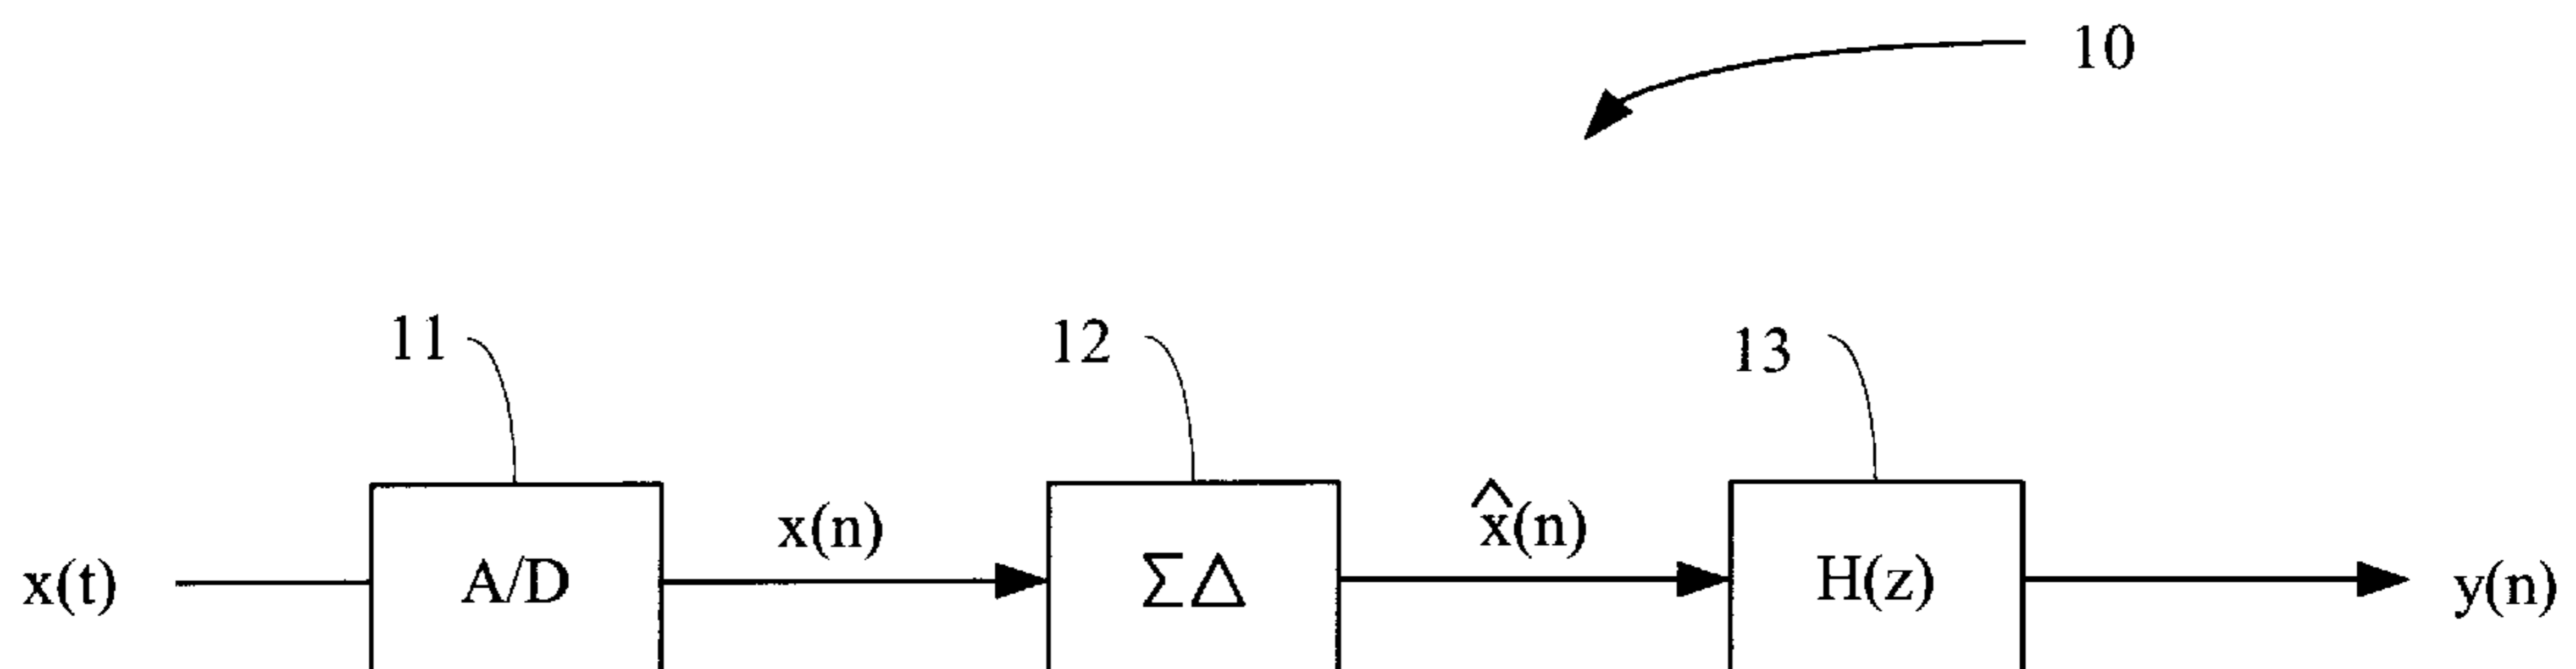 10
11
12
13
x(t)
A/D
x(n)
ΣΔ
x̂(n)
H(z)
y(n)